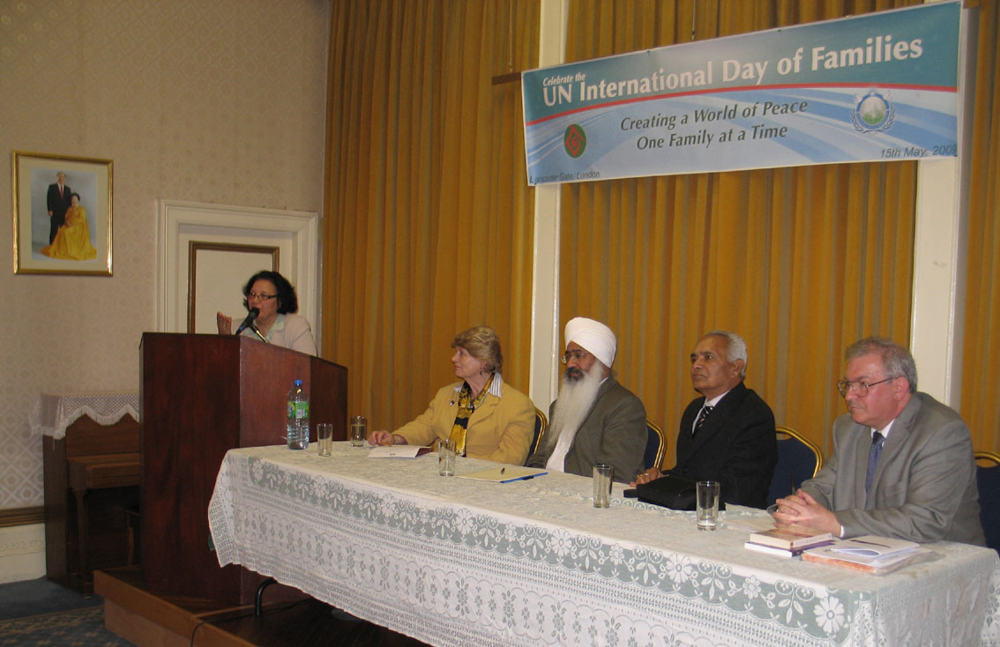 Celebrate the
UN International Day of Families
Creating a World of Peace
One Family at a Time
15th May, 2009
Lancaster Gate, London